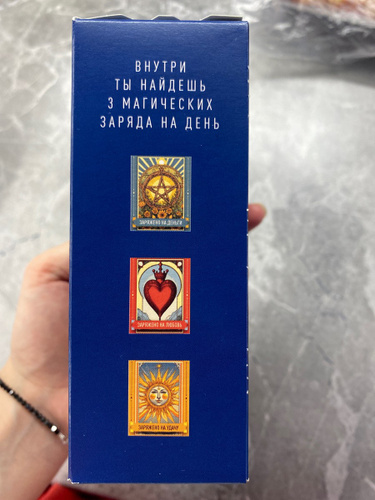 ВНУТРИ
ТЫ НАЙДЕШЬ
3 МАГИЧЕСКИХ
ЗАРЯДА НА ДЕНЬ
ЗАРЯЖЕНО НА ДЕНЬГИ
ЗАРЯЖЕНО НА ЛЮБОВЬ
ЗАРЯЖЕНО НА УДАЧУ